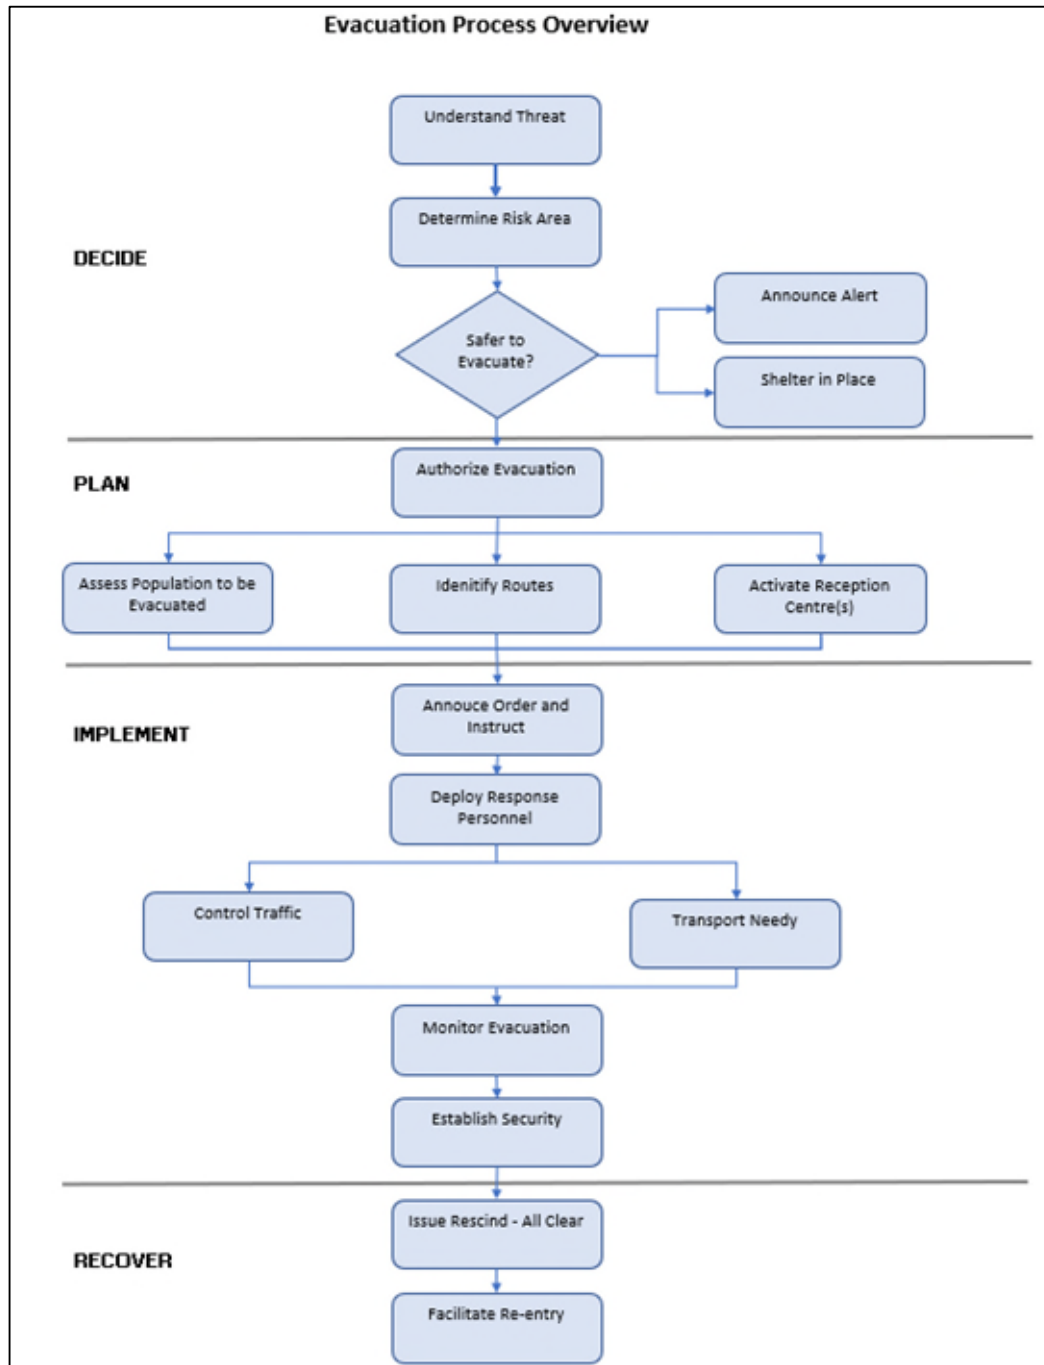 Evacuation Process Overview
Understand Threat
Determine Risk Area
DECIDE
Announce Alert
Safer to
Evacuate?
Shelter in Place
Authorize Evacuation
PLAN
Assess Population to be
Evacuated
Idenitify Routes
Activate Reception
Centre(s)
Annouce Order and
Instruct
IMPLEMENT
Deploy Response
Personnel
Control Traffic
Transport Needy
Monitor Evacuation
Establish Security
Issue Rescind - All Clear
RECOVER
Facilitate Re-entry